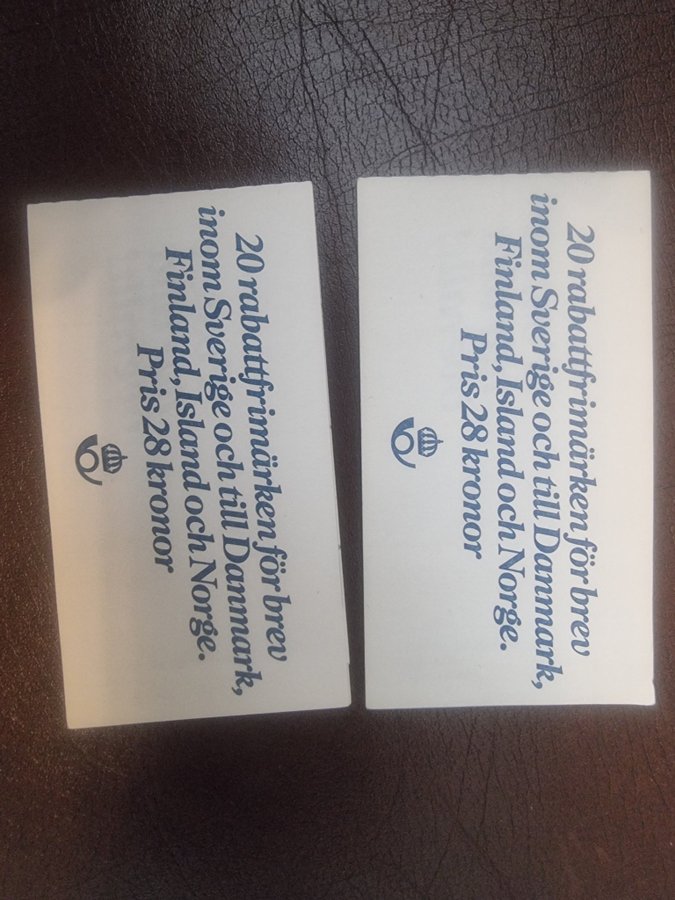 20 rabattfrimärken för brev
inom Sverige och till Danmark,
Finland, Island och Norge.
Pris 28 kronor
20 rabattfrimärken för brev
inom Sverige och till Danmark,
Finland, Island och Norge.
Pris 28 kronor